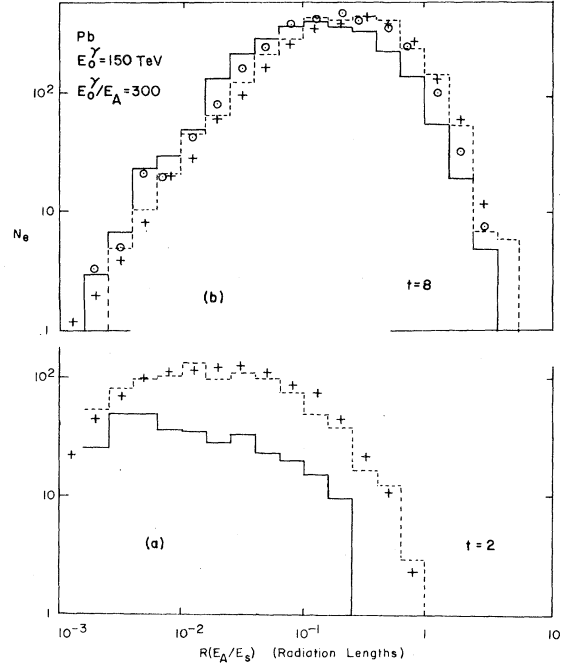 Pb
E₀^γ=150 TeV
E₀^γ/E_A=300
10²
10
N_e
1
(b)
t=8
10²
10
(a)
t=2
1
10⁻³
10⁻²
10⁻¹
1
10
R(E_A/E_s) (Radiation Lengths)